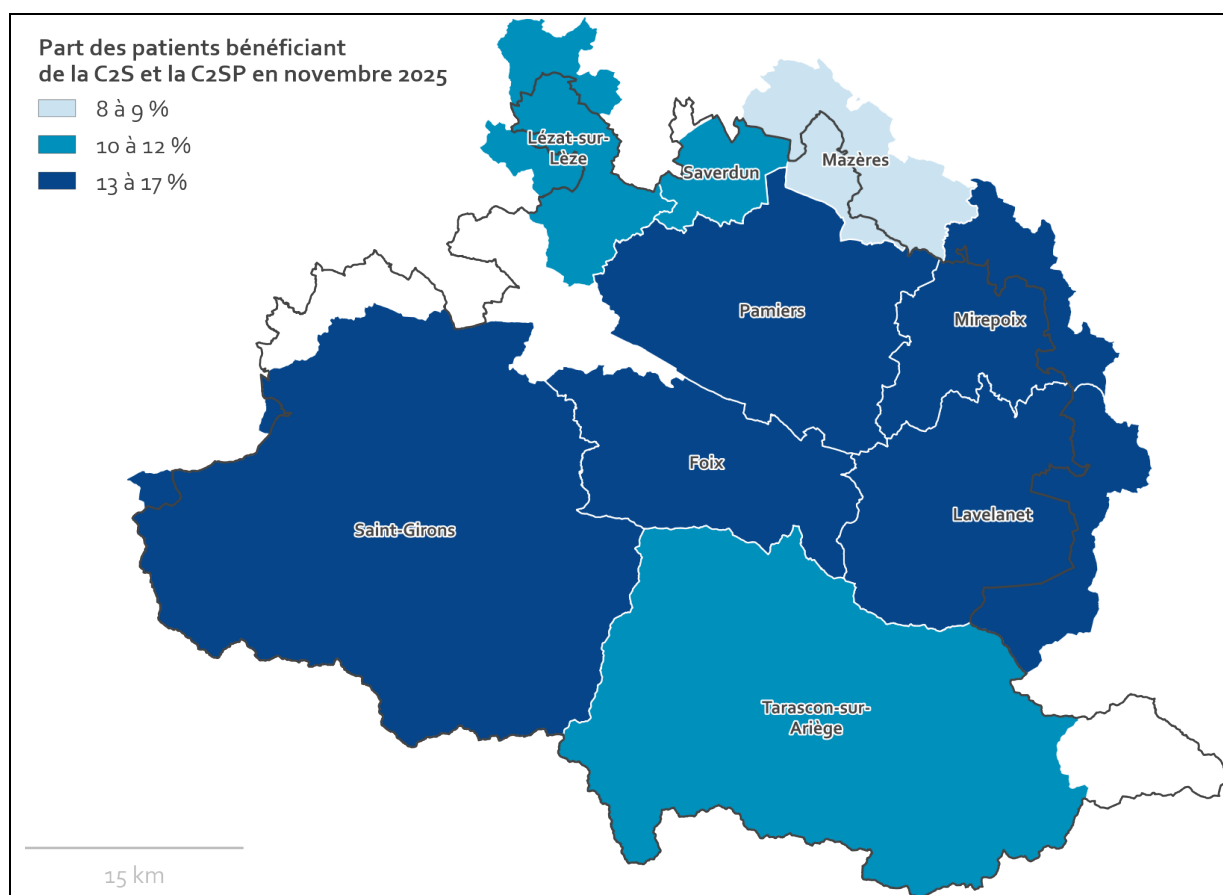 Part des patients bénéficiant
de la C2S et la C2SP en novembre 2025
8 à 9 %
10 à 12 %
13 à 17 %
Lézat-sur-
Lèze
Saverdun
Mazères
Pamiers
Mirepoix
Foix
Saint-Girons
Lavelanet
Tarascon-sur-
Ariège
15 km